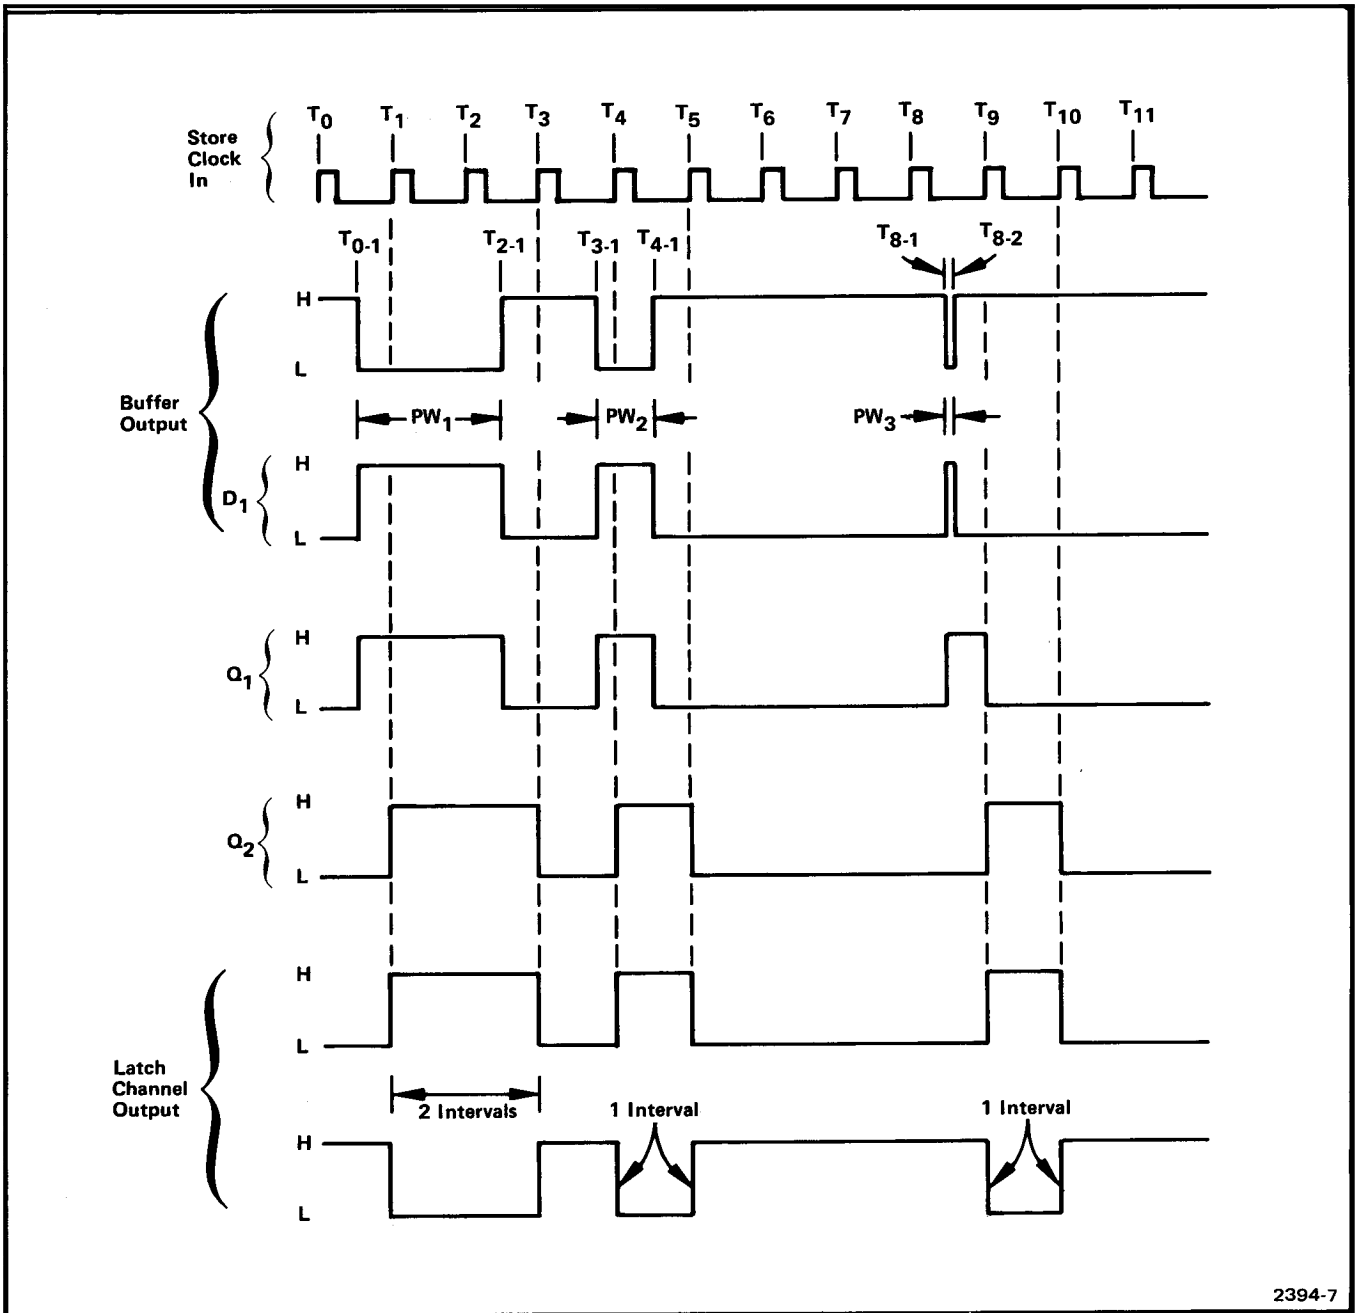 T0 T1 T2 T3 T4 T5 T6 T7 T8 T9 T10 T11
Store
Clock
In
T0-1 T2-1 T3-1 T4-1 T8-1 T8-2
H
L
Buffer
Output
PW1 PW2 PW3
H
D1
L
H
Q1
L
H
Q2
L
H
L
Latch
Channel
Output
2 Intervals 1 Interval 1 Interval
H
L
2394-7